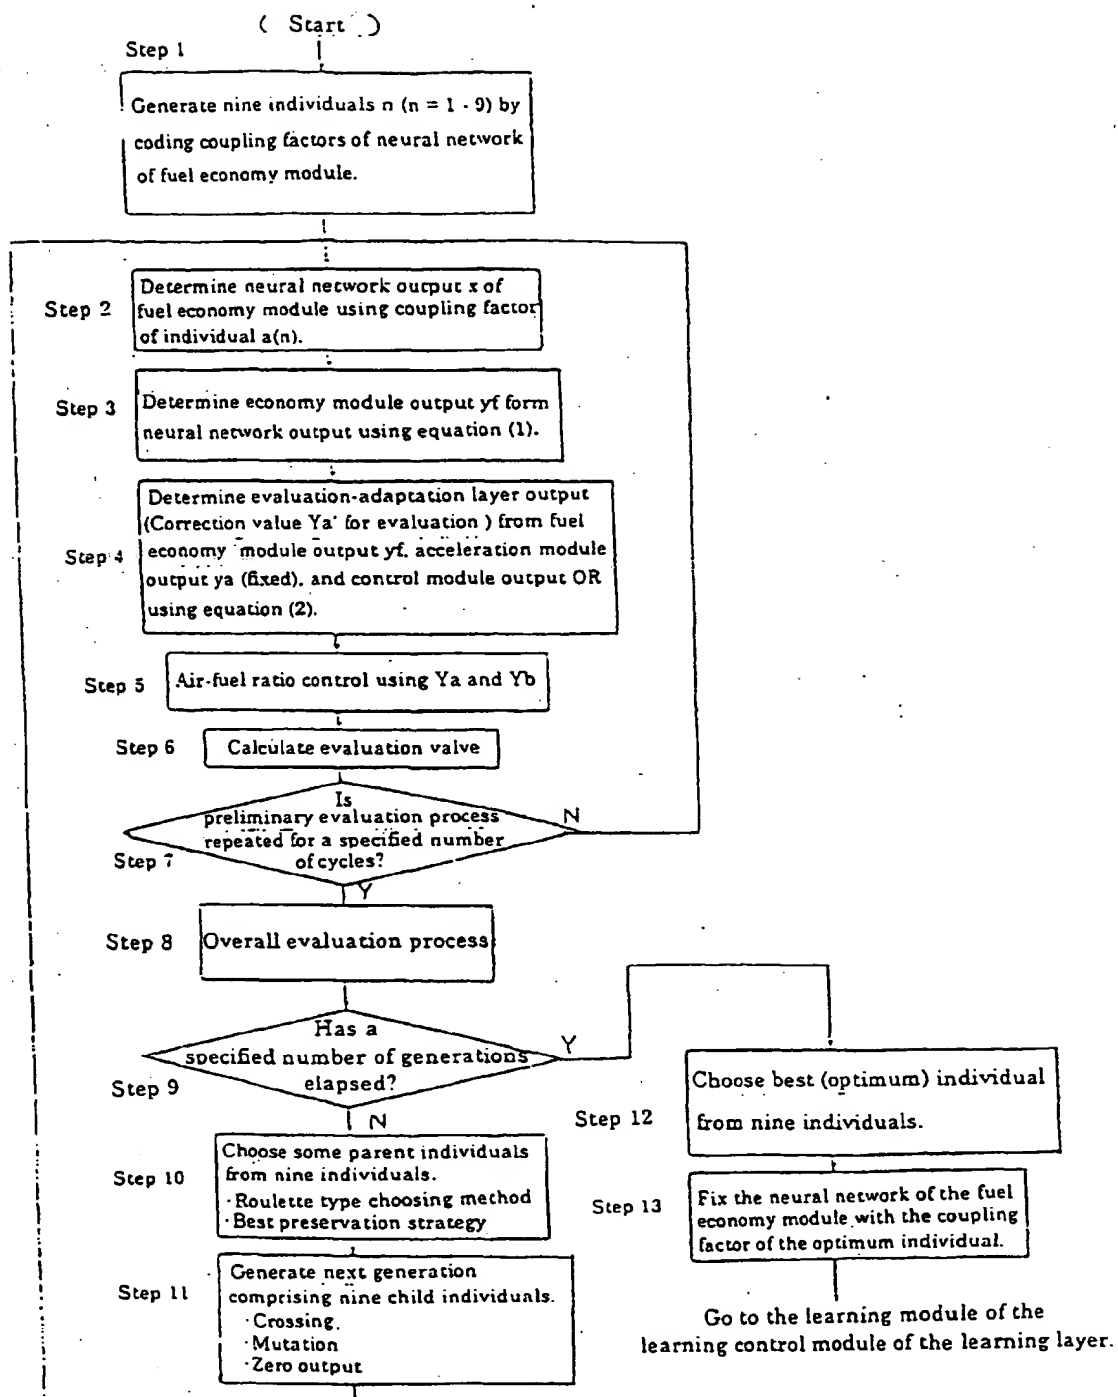 ( Start )
Step 1
Generate nine individuals n (n = 1 - 9) by
coding coupling factors of neural network
of fuel economy module.
Step 2
Determine neural network output x of
fuel economy module using coupling factor
of individual a(n).
Step 3
Determine economy module output yf form
neural network output using equation (1).
Step 4
Determine evaluation-adaptation layer output
(Correction value Ya' for evaluation ) from fuel
economy module output yf, acceleration module
output ya (fixed), and control module output OR
using equation (2).
Step 5
Air-fuel ratio control using Ya and Yb
Step 6
Calculate evaluation valve
Step 7
Is
preliminary evaluation process
repeated for a specified number
of cycles?
N
Y
Step 8
Overall evaluation process
Step 9
Has a
specified number of generations
elapsed?
Y
N
Step 10
Choose some parent individuals
from nine individuals.
·Roulette type choosing method
·Best preservation strategy
Step 11
Generate next generation
comprising nine child individuals.
·Crossing.
·Mutation
·Zero output
Step 12
Choose best (optimum) individual
from nine individuals.
Step 13
Fix the neural network of the fuel
economy module with the coupling
factor of the optimum individual.
Go to the learning module of the
learning control module of the learning layer.